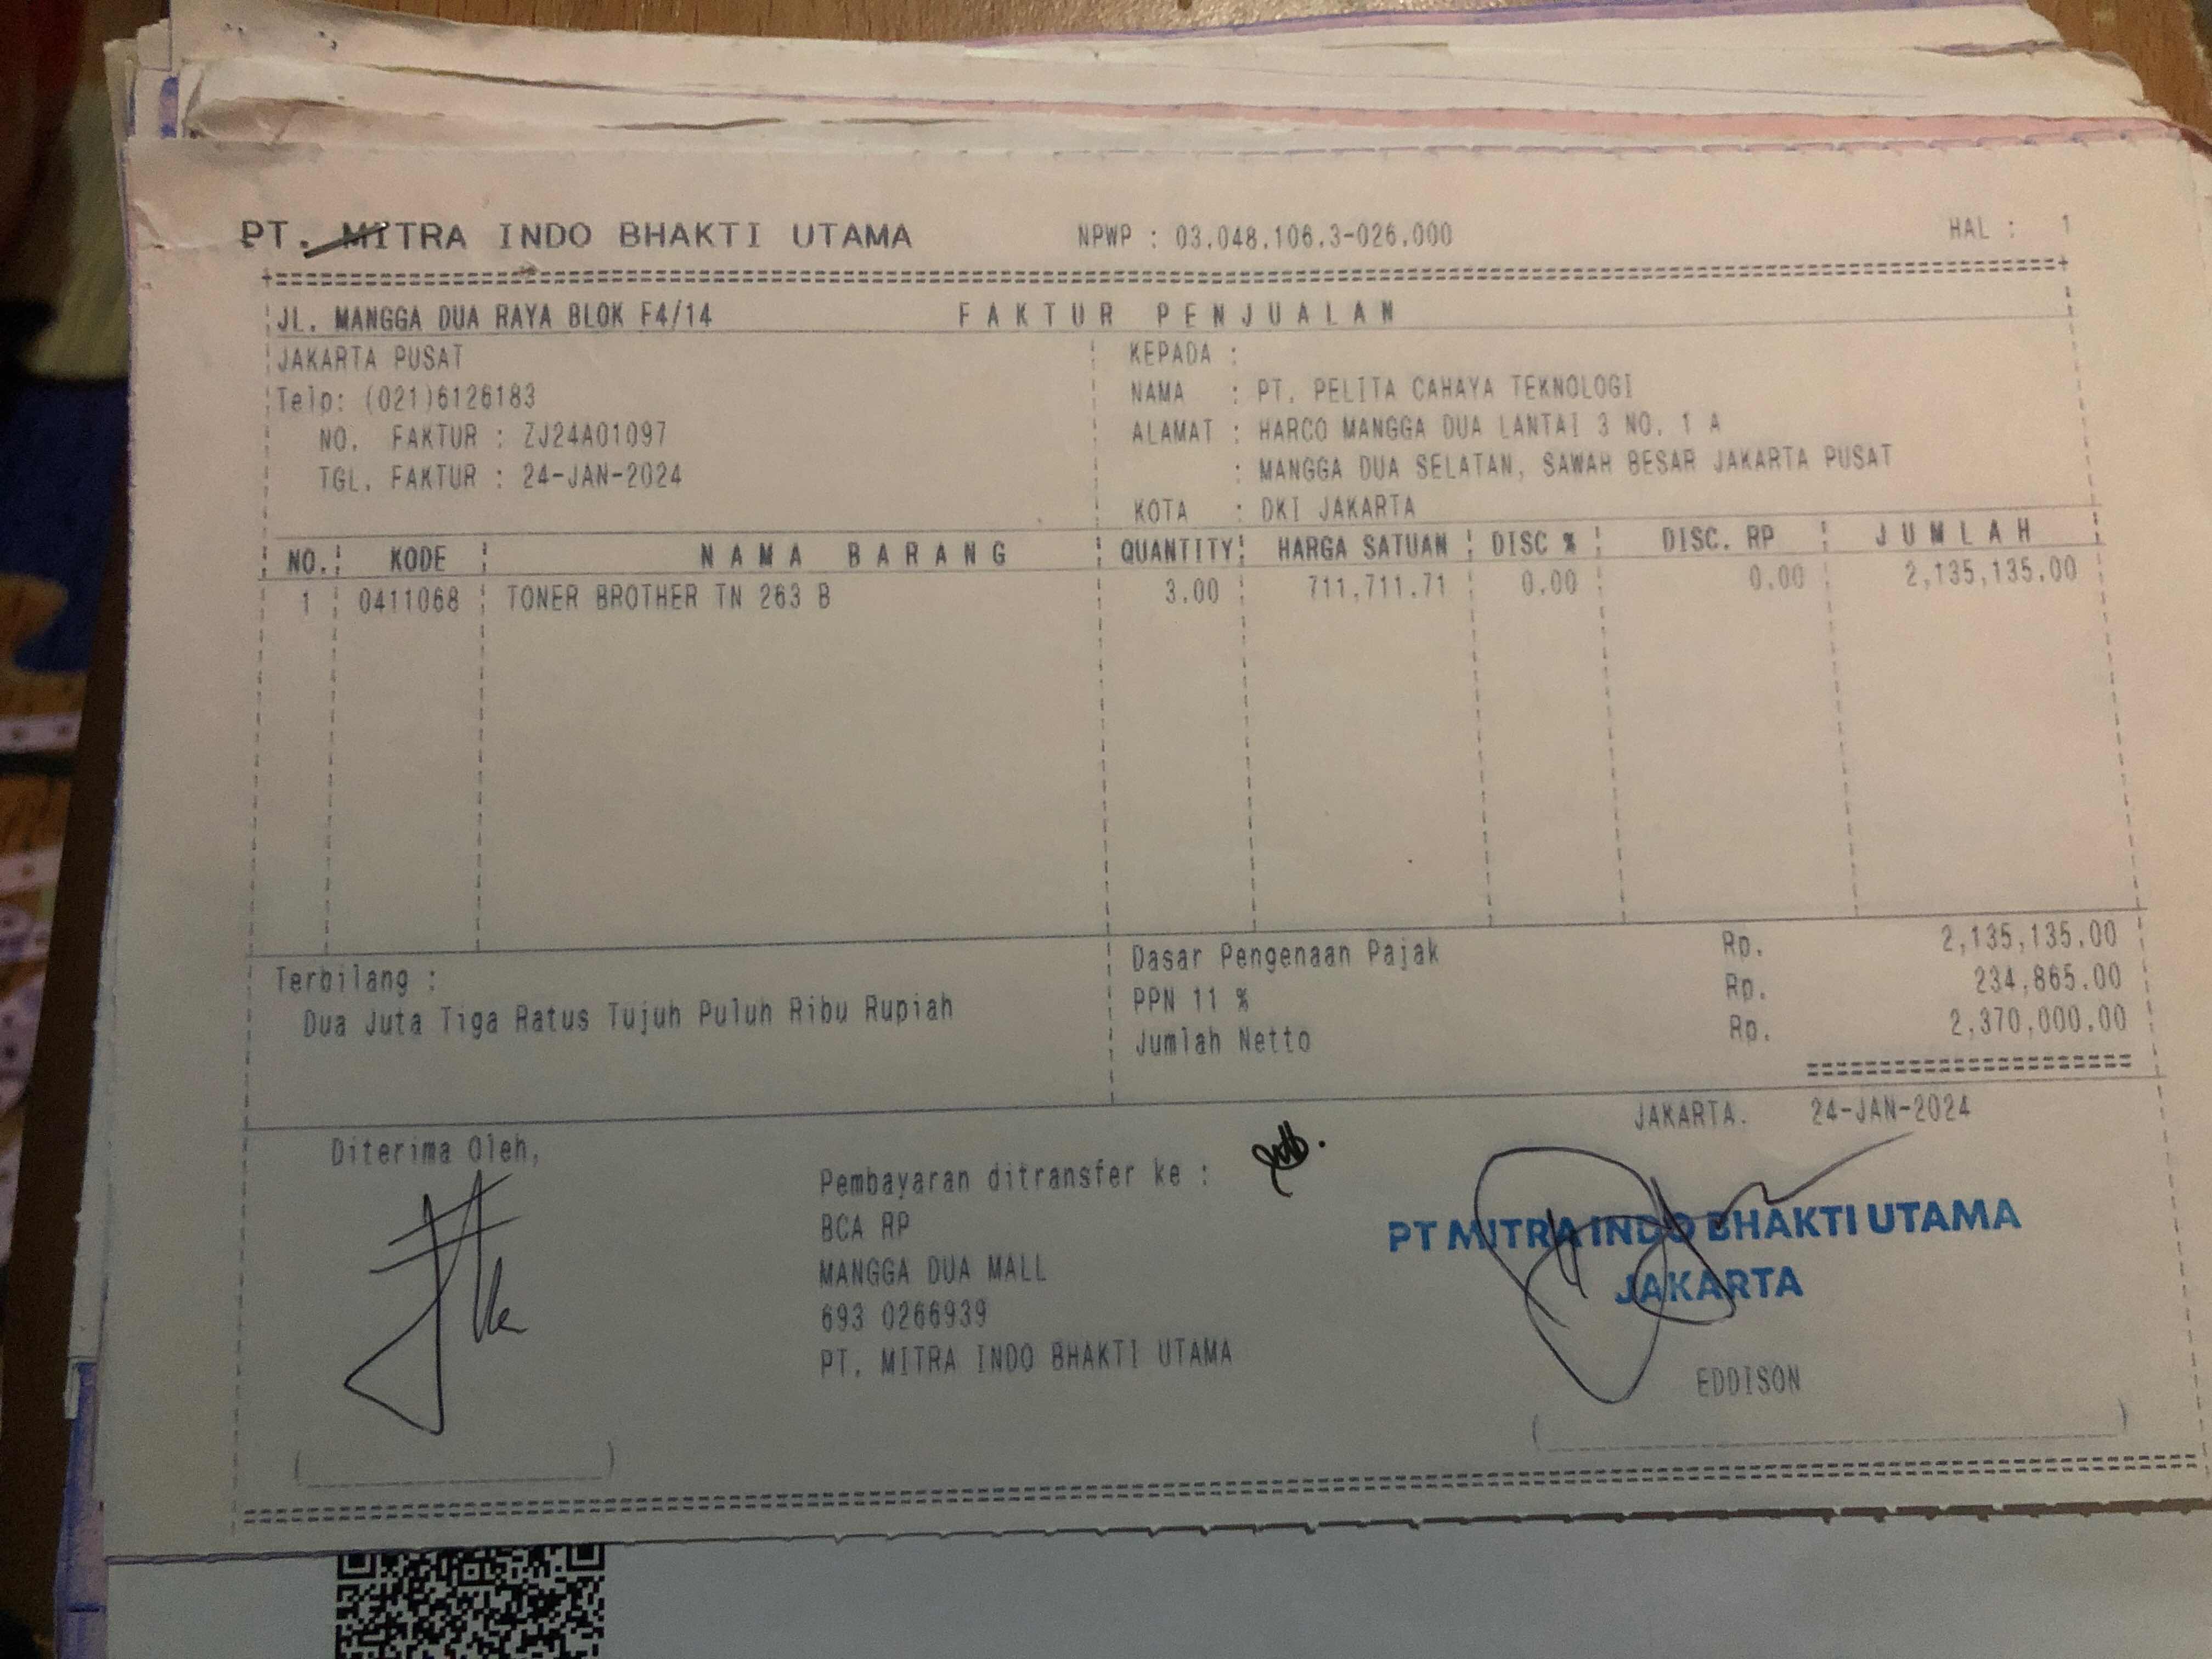 PT. MITRA INDO BHAKTI UTAMA NPWP : 03.048.106.3-026.000 HAL : 1
JL. MANGGA DUA RAYA BLOK F4/14 FAKTUR PENJUALAN
JAKARTA PUSAT KEPADA :
Telp: (021)6126183 NAMA : PT. PELITA CAHAYA TEKNOLOGI
NO. FAKTUR : ZJ24A01097 ALAMAT : HARCO MANGGA DUA LANTAI 3 NO. 1 A
TGL. FAKTUR : 24-JAN-2024 : MANGGA DUA SELATAN, SAWAH BESAR JAKARTA PUSAT
KOTA : DKI JAKARTA
NO. KODE NAMA BARANG QUANTITY HARGA SATUAN DISC % DISC. RP JUMLAH
1 0411068 TONER BROTHER TN 263 B 3.00 711,711.71 0.00 0.00 2,135,135.00
Dasar Pengenaan Pajak Rp. 2,135,135.00
Terbilang : PPN 11 % Rp. 234,865.00
Dua Juta Tiga Ratus Tujuh Puluh Ribu Rupiah Jumlah Netto Rp. 2,370,000.00
JAKARTA. 24-JAN-2024
Diterima Oleh,
Pembayaran ditransfer ke :
BCA RP
MANGGA DUA MALL
693 0266939
PT. MITRA INDO BHAKTI UTAMA
PT MITRA INDO BHAKTI UTAMA
JAKARTA
EDDISON